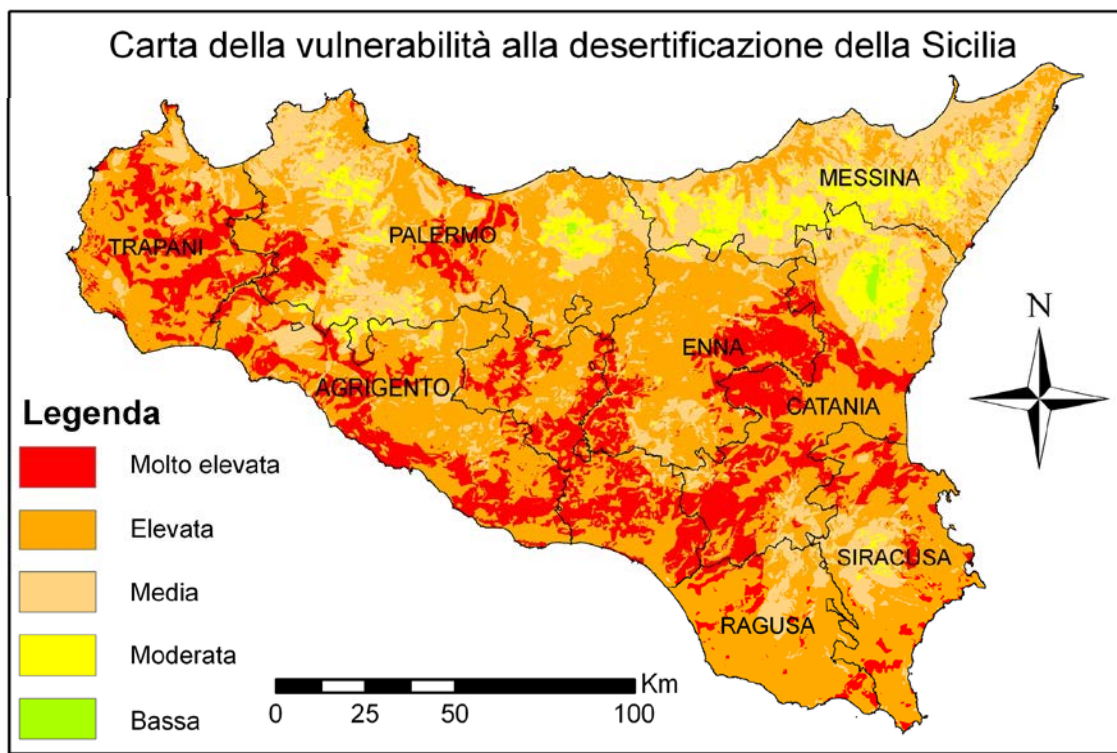 Carta della vulnerabilità alla desertificazione della Sicilia
MESSINA
TRAPANI
PALERMO
ENNA
AGRIGENTO
CATANIA
SIRACUSA
RAGUSA
N
Legenda
Molto elevata
Elevata
Media
Moderata
Bassa
Km
0 25 50 100